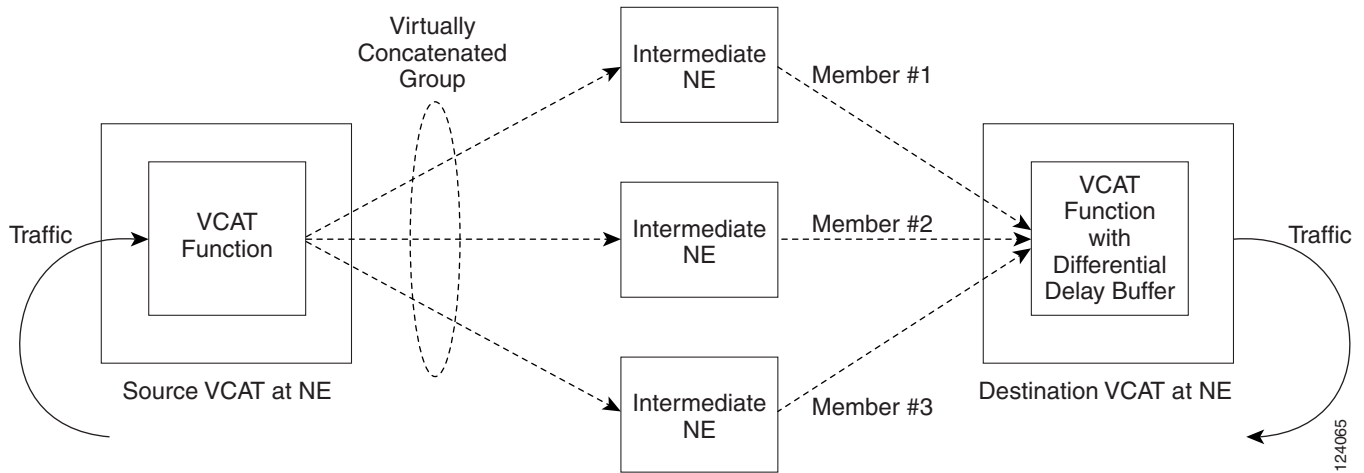 Virtually
Concatenated
Group
Intermediate
NE
Member #1
Traffic
VCAT
Function
Source VCAT at NE
Intermediate
NE
Member #2
VCAT
Function
with
Differential
Delay Buffer
Traffic
Destination VCAT at NE
Intermediate
NE
Member #3
124065